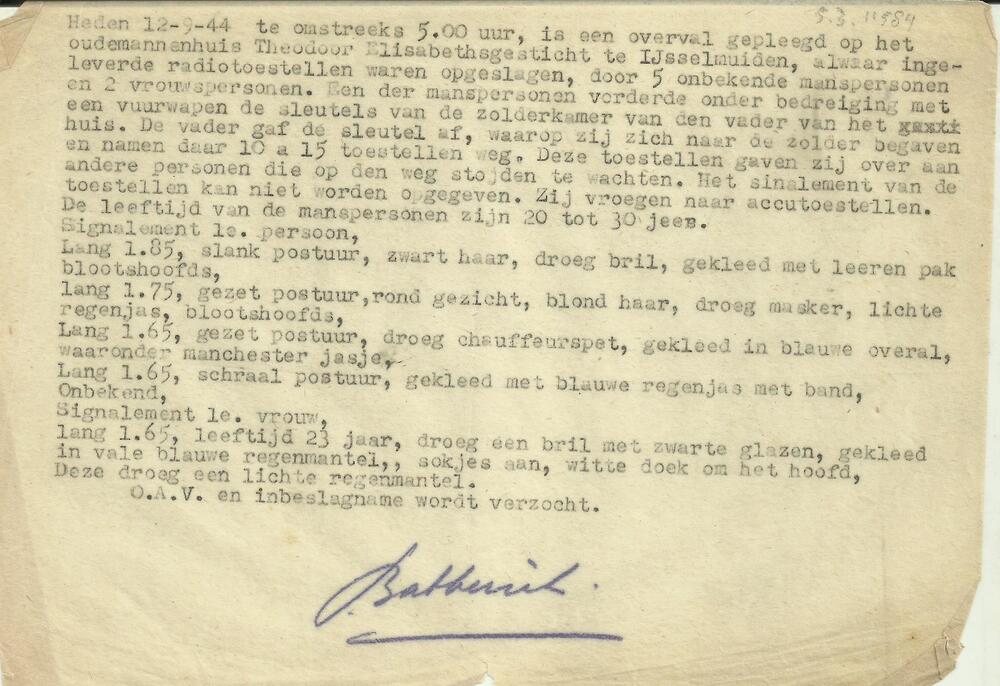 5.3.11584
Heden 12-9-44 te omstreeks 5.00 uur, is een overval gepleegd op het
oudemannenhuis Theodoor Elisabethsgesticht te IJsselmuiden, alwaar inge-
leverde radiotoestellen waren opgeslagen, door 5 onbekende manspersonen
en 2 vrouwspersonen. Een der manspersonen vorderde onder bedreiging met
een vuurwapen de sleutels van de zolderkamer van den vader van het
huis. De vader gaf de sleutel af, waarop zij zich naar de zolder begaven
en namen daar 10 a 15 toestellen weg. Deze toestellen gaven zij over aan
andere personen die op den weg stojden te wachten. Het sinalement van de
toestellen kan niet worden opgegeven. Zij vroegen naar accutoestellen.
De leeftijd van de manspersonen zijn 20 tot 30 jeer.
Signalement 1e. persoon,
Lang 1.85, slank postuur, zwart haar, droeg bril, gekleed met leeren pak
blootshoofds,
lang 1.75, gezet postuur,rond gezicht, blond haar, droeg masker, lichte
regenjas, blootshoofds,
Lang 1.65, gezet postuur, droeg chauffeurspet, gekleed in blauwe overal,
waaronder manchester jasje,
Lang 1.65, schraal postuur, gekleed met blauwe regenjas met band,
Onbekend,
Signalement 1e. vrouw,
lang 1.65, leeftijd 23 jaar, droeg een bril met zwarte glazen, gekleed
in vale blauwe regenmantel,, sokjes aan, witte doek om het hoofd,
Deze droeg een lichte regenmantel.
O.A.V. en inbeslagname wordt verzocht.